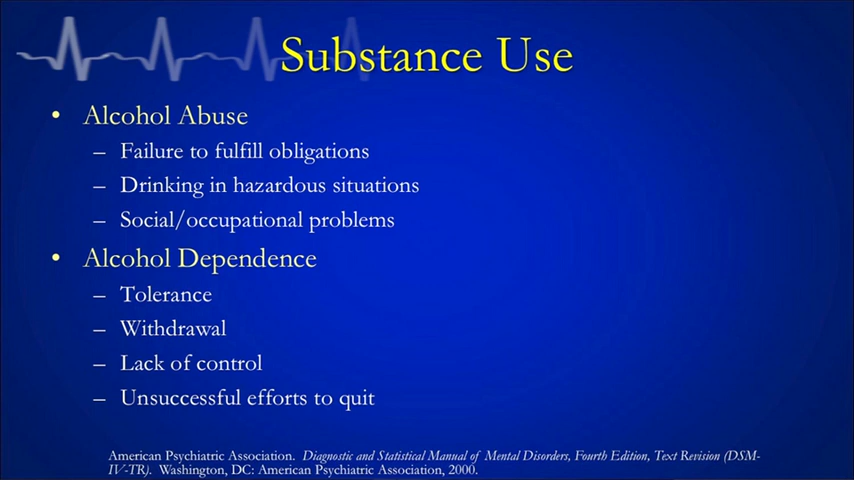 Substance Use
• Alcohol Abuse
– Failure to fulfill obligations
– Drinking in hazardous situations
– Social/occupational problems
• Alcohol Dependence
– Tolerance
– Withdrawal
– Lack of control
– Unsuccessful efforts to quit
American Psychiatric Association. Diagnostic and Statistical Manual of Mental Disorders, Fourth Edition, Text Revision (DSM-
IV-TR). Washington, DC: American Psychiatric Association, 2000.